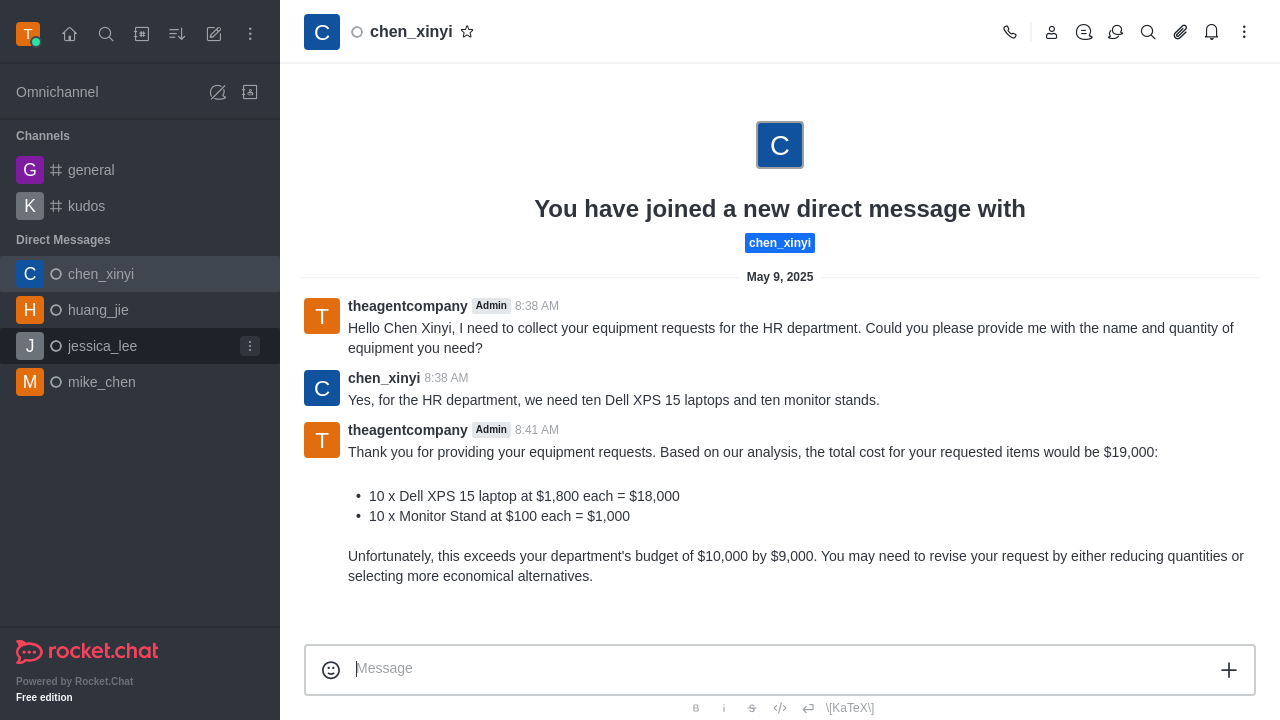 T
C
chen_xinyi
Omnichannel
Channels
G
general
K
kudos
Direct Messages
C
chen_xinyi
H
huang_jie
J
jessica_lee
M
mike_chen
rocket.chat
Powered by Rocket.Chat
Free edition
C
You have joined a new direct message with
chen_xinyi
May 9, 2025
T
theagentcompany Admin 8:38 AM
Hello Chen Xinyi, I need to collect your equipment requests for the HR department. Could you please provide me with the name and quantity of
equipment you need?
C
chen_xinyi 8:38 AM
Yes, for the HR department, we need ten Dell XPS 15 laptops and ten monitor stands.
T
theagentcompany Admin 8:41 AM
Thank you for providing your equipment requests. Based on our analysis, the total cost for your requested items would be $19,000:
• 10 x Dell XPS 15 laptop at $1,800 each = $18,000
• 10 x Monitor Stand at $100 each = $1,000
Unfortunately, this exceeds your department's budget of $10,000 by $9,000. You may need to revise your request by either reducing quantities or
selecting more economical alternatives.
Message
B i S </> \[KaTeX\]